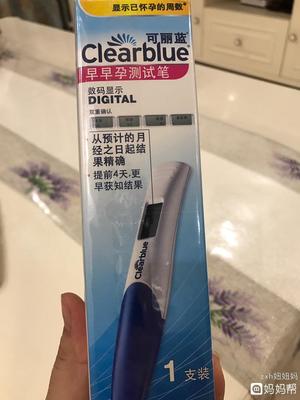 显示已怀孕的周数*
可丽蓝
Clearblue
早早孕测试笔
数码显示
DIGITAL
双重确认
从预计的月
经之日起结
果精确
提前4天,更
早获知结果
Clearblue
1支装
zxh妞妞妈
妈妈帮